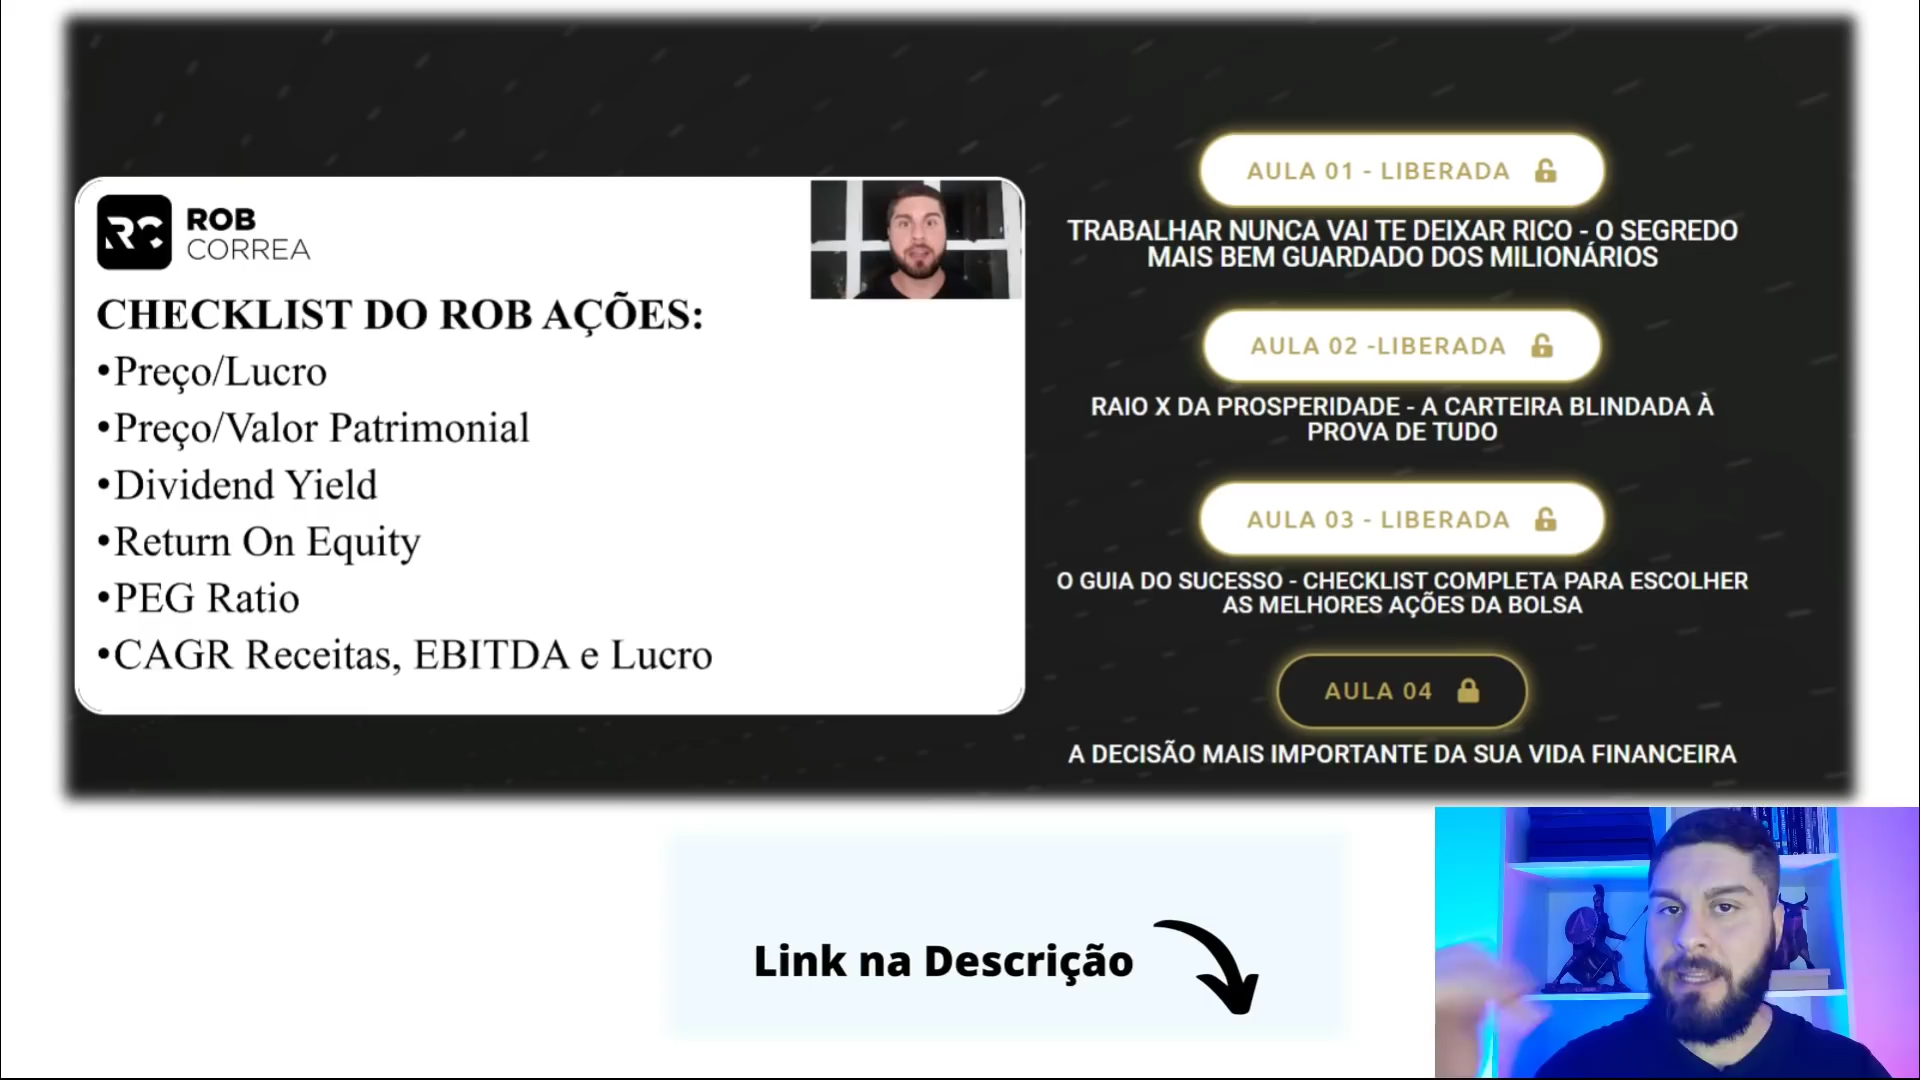 ROB
CORREA
CHECKLIST DO ROB AÇÕES:
•Preço/Lucro
•Preço/Valor Patrimonial
•Dividend Yield
•Return On Equity
•PEG Ratio
•CAGR Receitas, EBITDA e Lucro
AULA 01 - LIBERADA
TRABALHAR NUNCA VAI TE DEIXAR RICO - O SEGREDO
MAIS BEM GUARDADO DOS MILIONÁRIOS
AULA 02 -LIBERADA
RAIO X DA PROSPERIDADE - A CARTEIRA BLINDADA À
PROVA DE TUDO
AULA 03 - LIBERADA
O GUIA DO SUCESSO - CHECKLIST COMPLETA PARA ESCOLHER
AS MELHORES AÇÕES DA BOLSA
AULA 04
A DECISÃO MAIS IMPORTANTE DA SUA VIDA FINANCEIRA
Link na Descrição